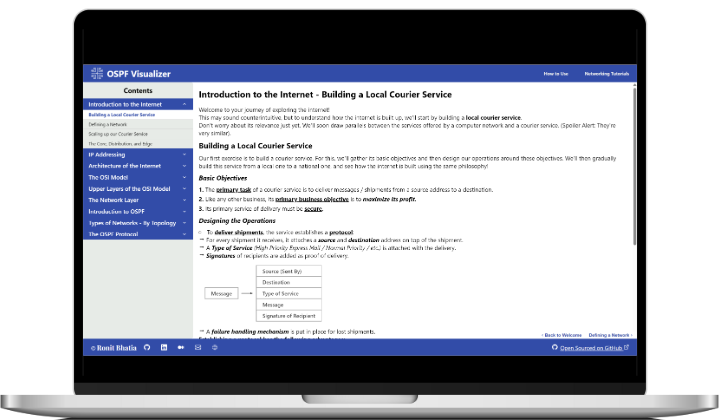 OSPF Visualizer
How to Use
Networking Tutorials
Contents
Introduction to the Internet
Building a Local Courier Service
Defining a Network
Scaling up our Courier Service
The Core, Distribution, and Edge
IP Addressing
Architecture of the Internet
The OSI Model
Upper Layers of the OSI Model
The Network Layer
Introduction to OSPF
Types of Networks - By Topology
The OSPF Protocol
Introduction to the Internet - Building a Local Courier Service
Welcome to your journey of exploring the internet!
This may sound counterintuitive, but to understand how the internet is built up, we'll start by building a local courier service.
Don't worry about its relevance just yet. We'll soon draw parallels between the services offered by a computer network and a courier service. (Spoiler Alert: They're
very similar).
Building a Local Courier Service
Our first exercise is to build a courier service. For this, we'll gather its basic objectives and then design our operations around these objectives. We'll then gradually
build this service from a local one to a national one, and see how the internet is built using the same philosophy!
Basic Objectives
1. The primary task of a courier service is to deliver messages / shipments from a source address to a destination.
2. Like any other business, its primary business objective is to maximize its profit.
3. Its primary service of delivery must be secure.
Designing the Operations
○ To deliver shipments, the service establishes a protocol:
→ For every shipment it receives, it attaches a source and destination address on top of the shipment.
→ A Type of Service (High Priority Express Mail / Normal Priority / etc.) is attached with the delivery.
→ Signatures of recipients are added as proof of delivery.
Message
Source (Sent By)
Destination
Type of Service
Message
Signature of Recipient
→ A failure handling mechanism is put in place for lost shipments.
‹ Back to Welcome
Defining a Network ›
© Ronit Bhatia
Open Sourced on GitHub